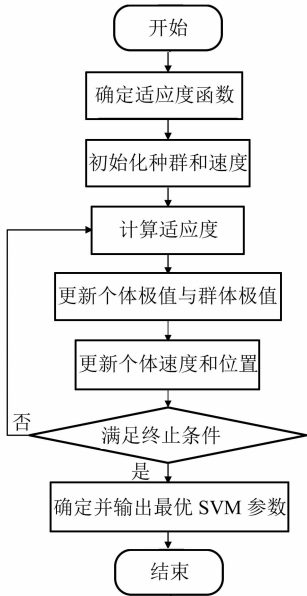 开始
确定适应度函数
初始化种群和速度
计算适应度
更新个体极值与群体极值
更新个体速度和位置
否
满足终止条件
是
确定并输出最优 SVM 参数
结束